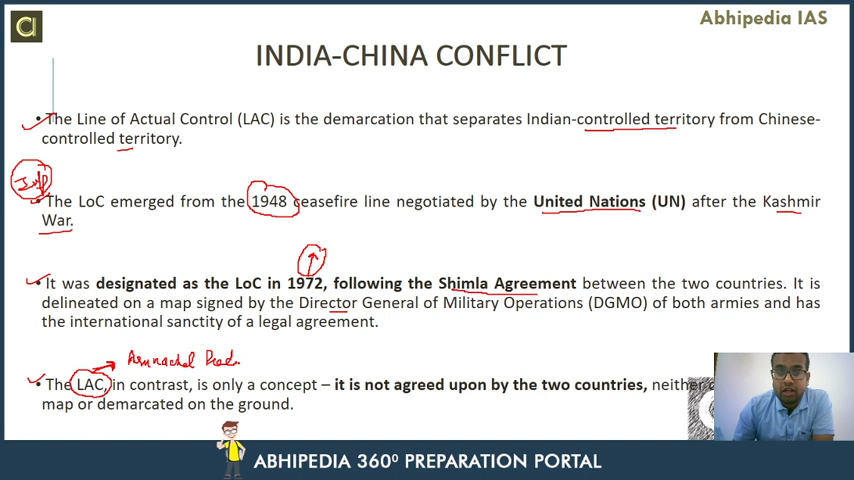 Abhipedia IAS
INDIA-CHINA CONFLICT
• The Line of Actual Control (LAC) is the demarcation that separates Indian-controlled territory from Chinese-
controlled territory.
Imp
• The LoC emerged from the 1948 ceasefire line negotiated by the United Nations (UN) after the Kashmir
War.
• It was designated as the LoC in 1972, following the Shimla Agreement between the two countries. It is
delineated on a map signed by the Director General of Military Operations (DGMO) of both armies and has
the international sanctity of a legal agreement.
Arunachal Prad.
• The LAC, in contrast, is only a concept – it is not agreed upon by the two countries, neither
map or demarcated on the ground.
ABHIPEDIA 360⁰ PREPARATION PORTAL